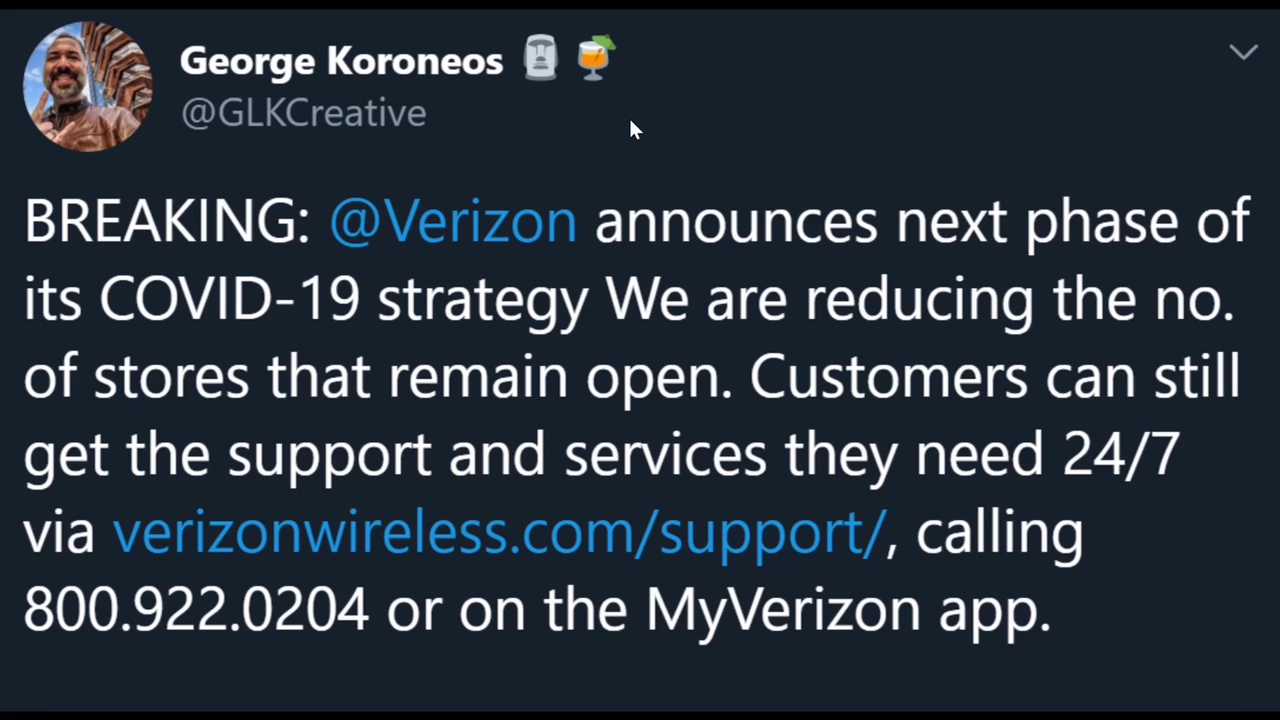 George Koroneos 🗿 🍹
@GLKCreative
BREAKING: @Verizon announces next phase of
its COVID-19 strategy We are reducing the no.
of stores that remain open. Customers can still
get the support and services they need 24/7
via verizonwireless.com/support/, calling
800.922.0204 or on the MyVerizon app.